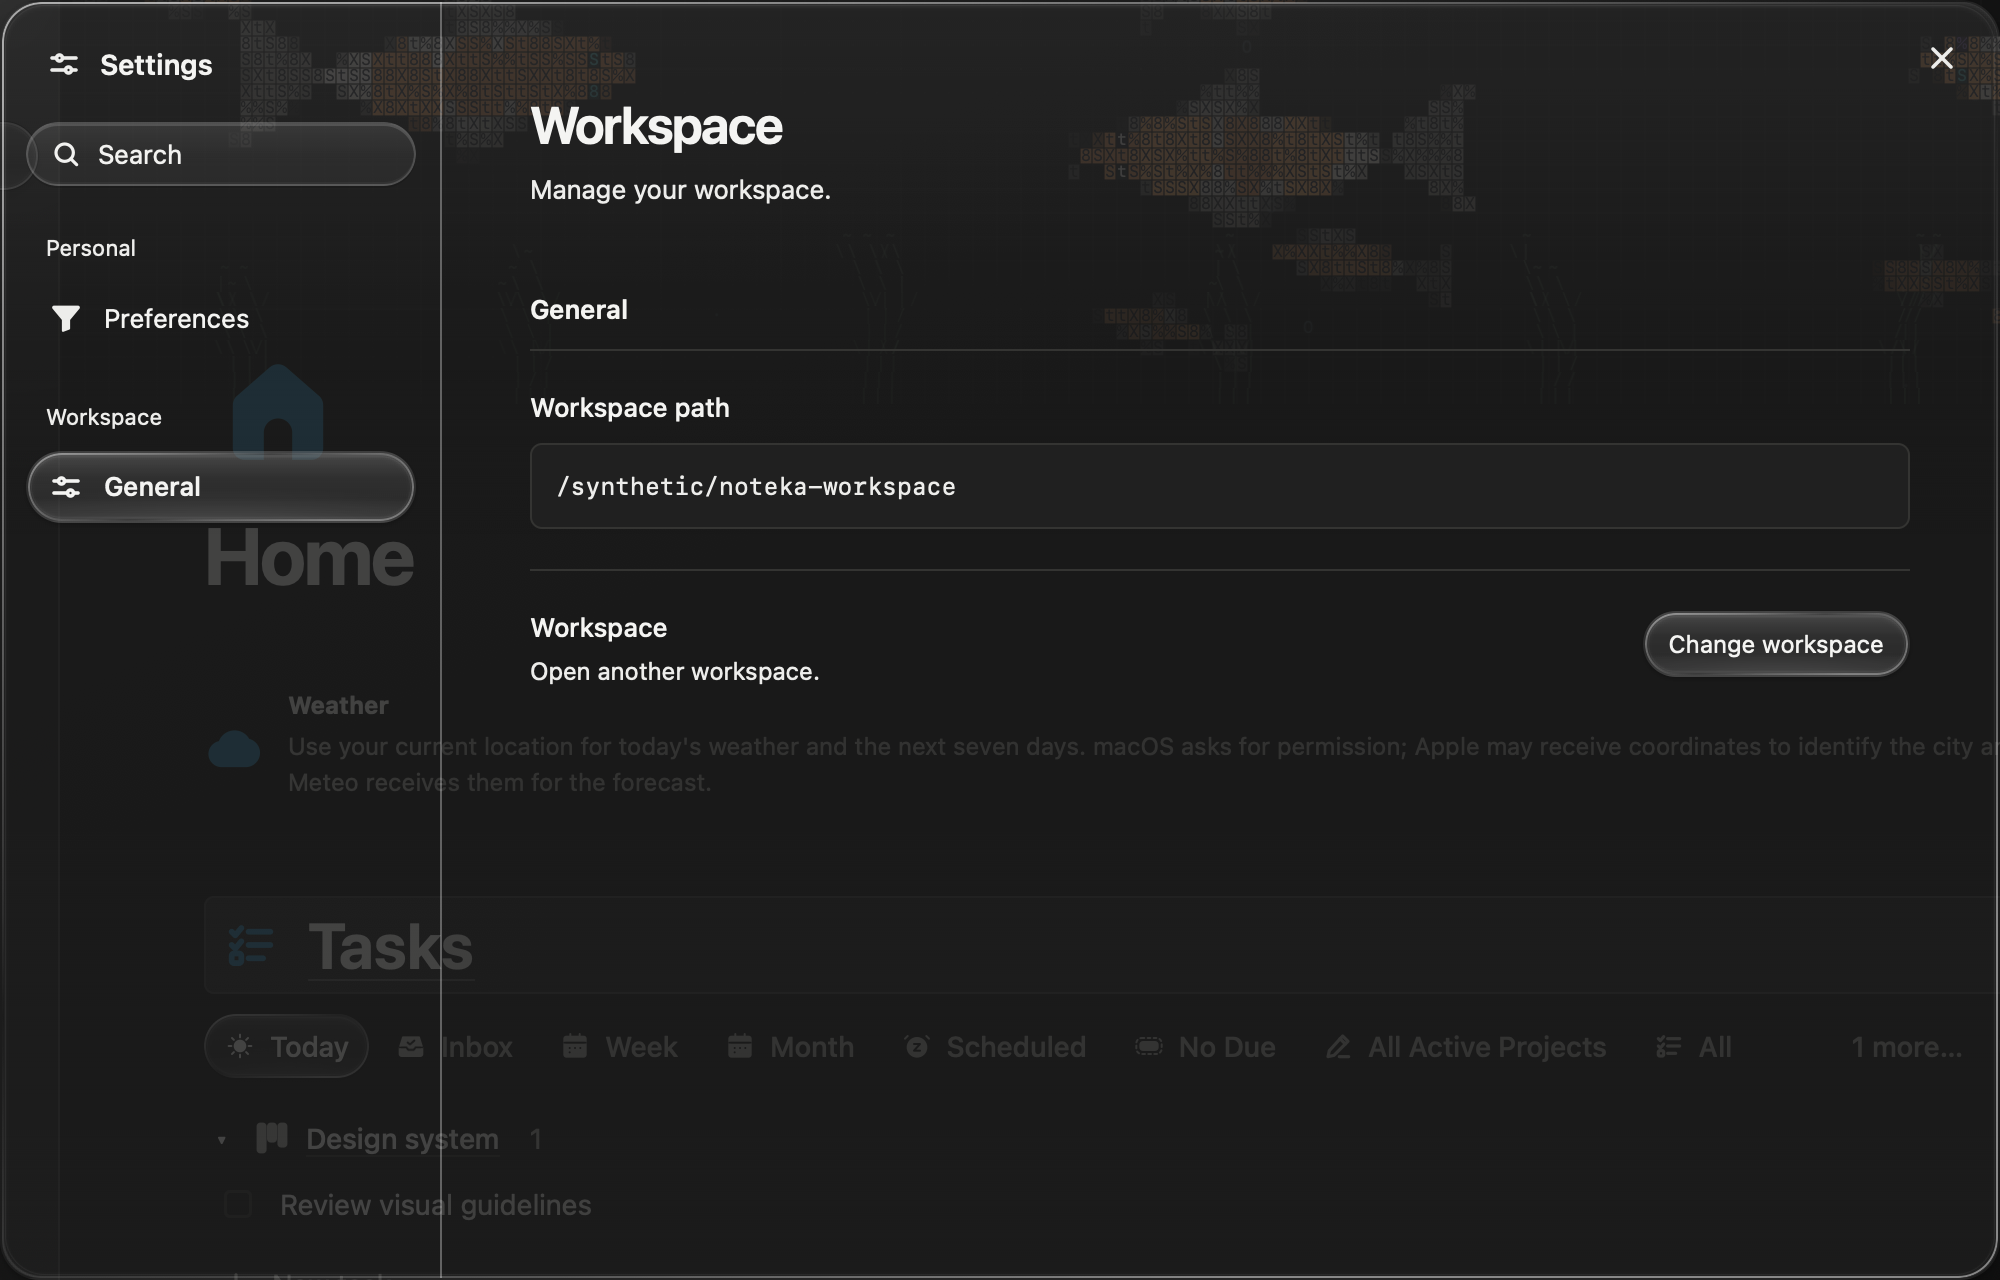 Settings
Search
Personal
Preferences
Workspace
General
Workspace
Manage your workspace.
General
Workspace path
/synthetic/noteka-workspace
Workspace
Open another workspace.
Change workspace
Home
Weather
Use your current location for today's weather and the next seven days. macOS asks for permission; Apple may receive coordinates to identify the city
Meteo receives them for the forecast.
Tasks
Today Inbox Week Month Scheduled No Due All Active Projects All 1 more...
Design system 1
Review visual guidelines